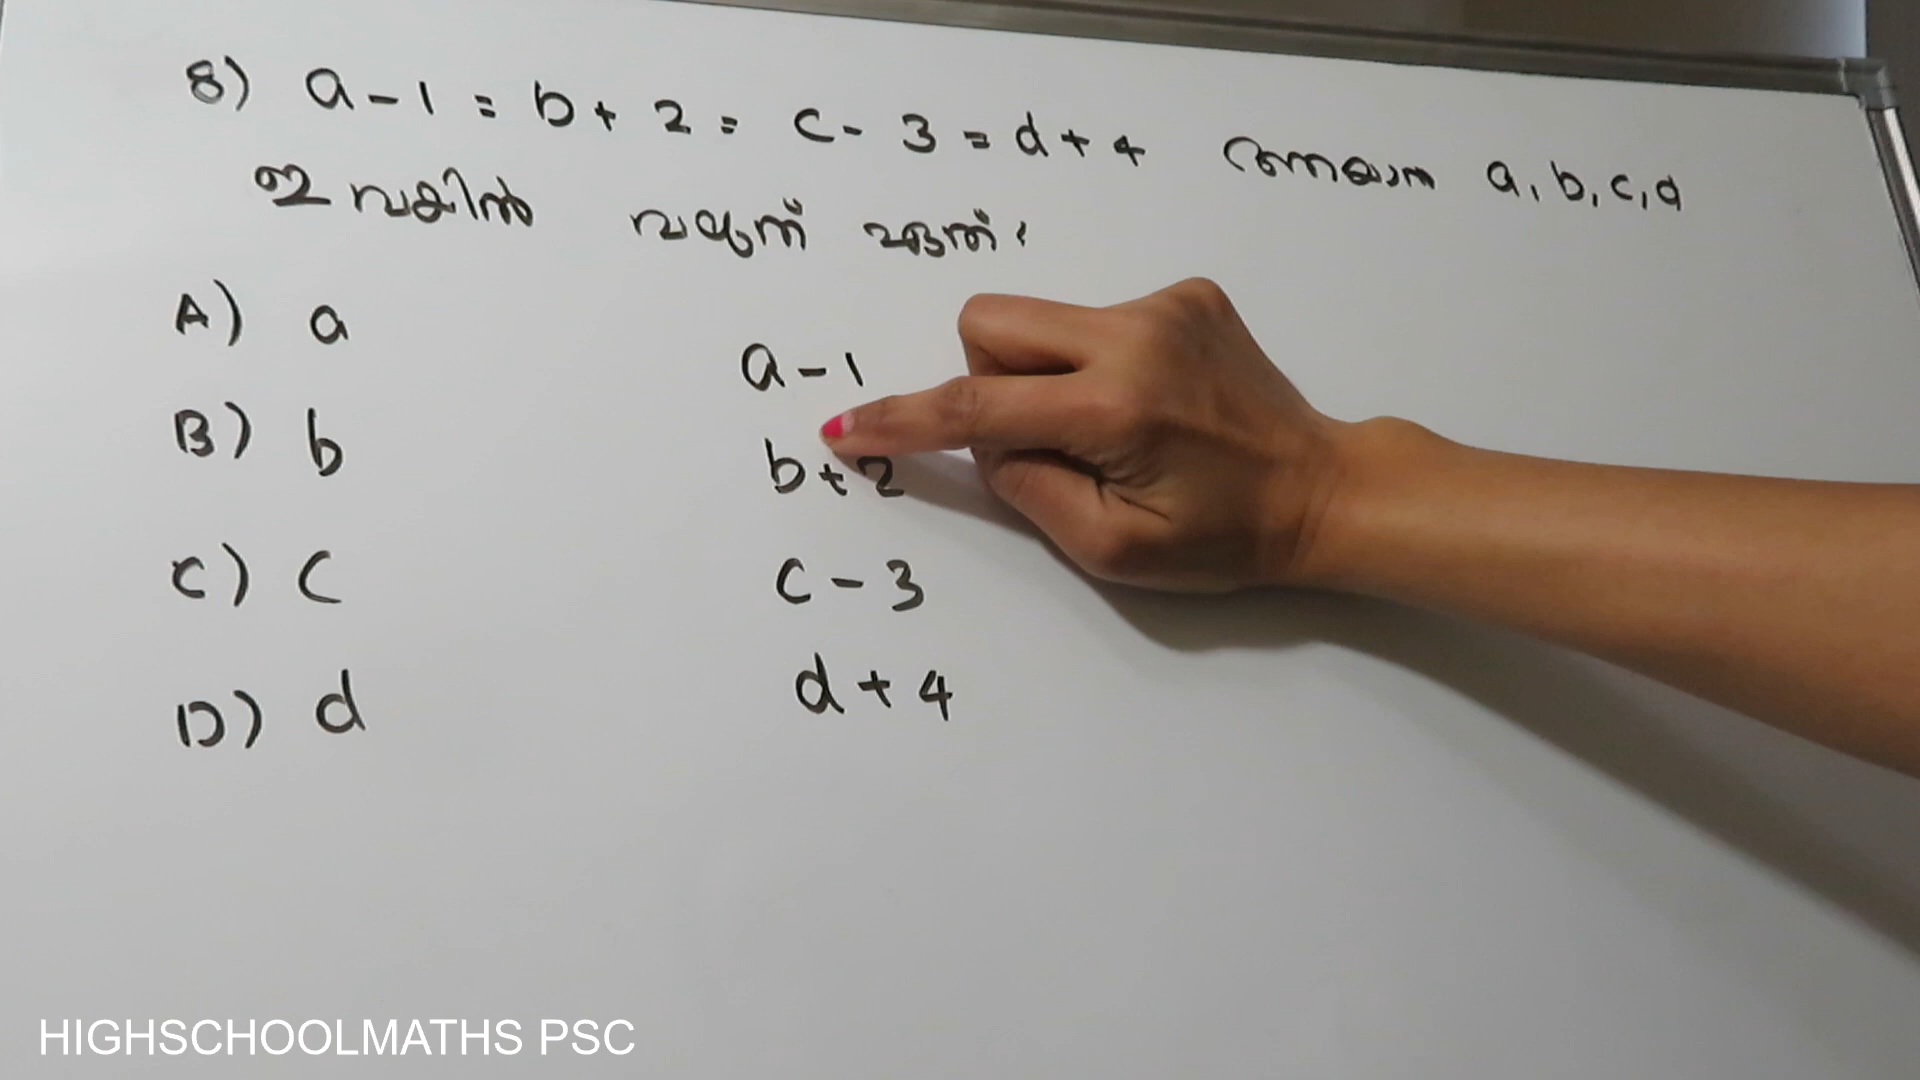 8) a - 1 = b + 2 = c - 3 = d + 4 ആയാൽ a, b, c, d
ഇവയിൽ വലുത് ഏത്?
A) a
B) b
C) c
D) d
a - 1
b + 2
c - 3
d + 4
HIGHSCHOOLMATHS PSC